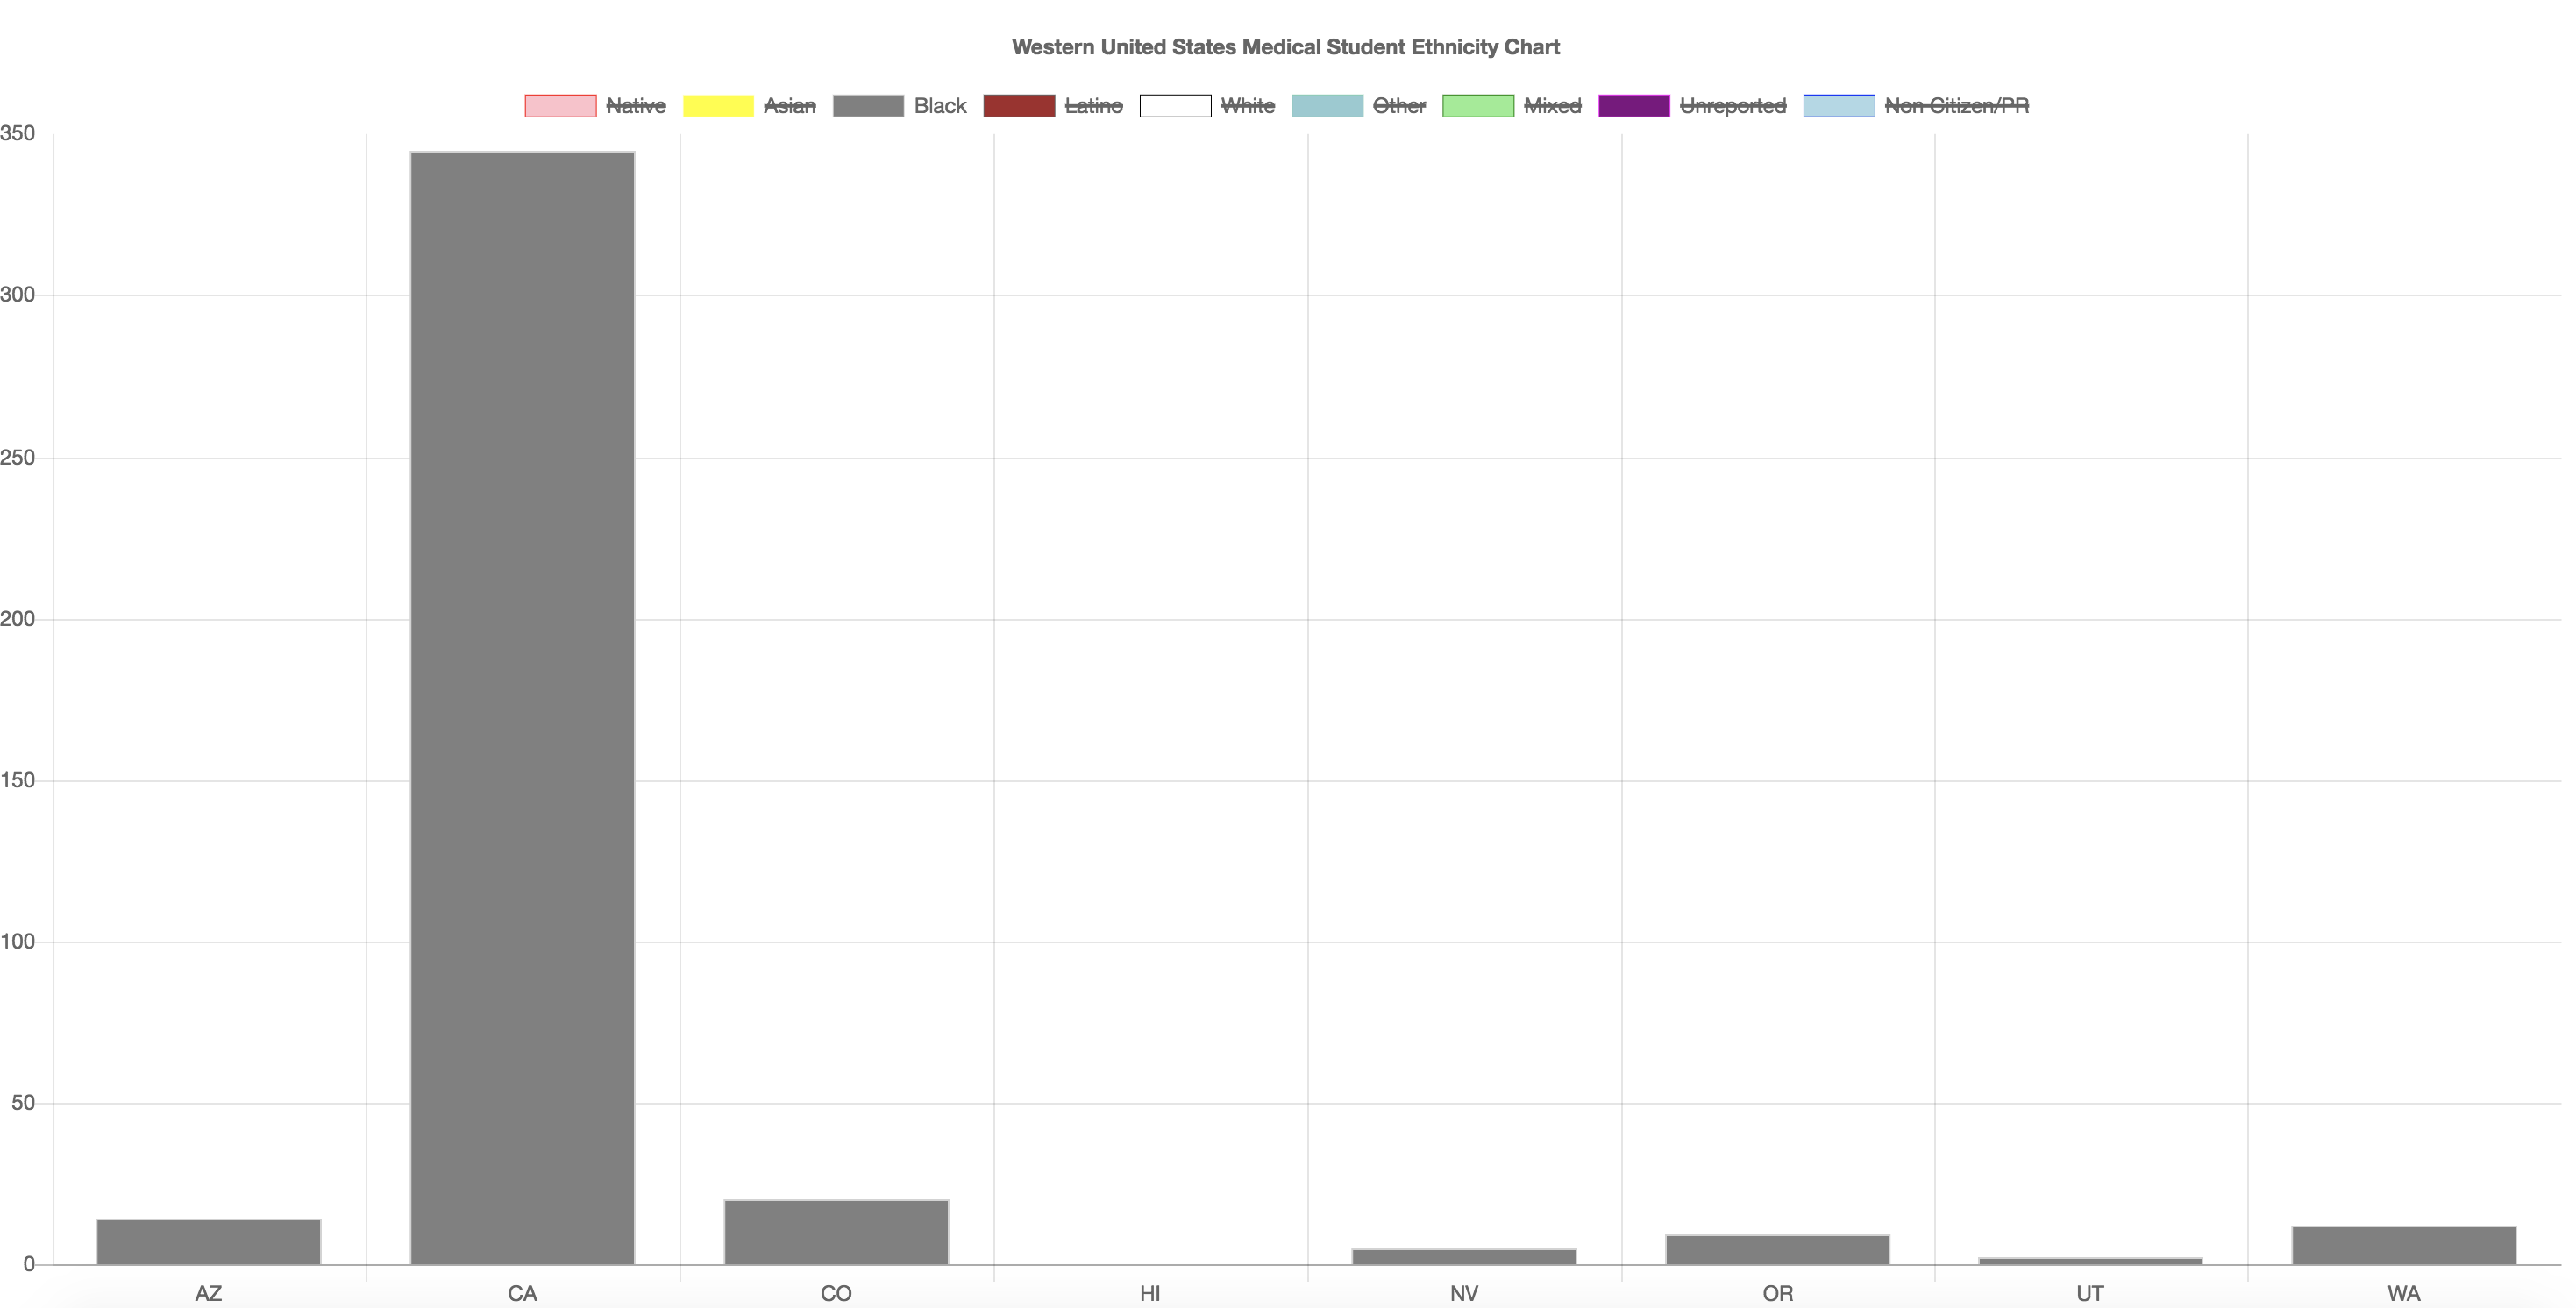 Western United States Medical Student Ethnicity Chart
Native Asian Black Latino White Other Mixed Unreported Non Citizen/PR
350
300
250
200
150
100
50
0
AZ CA CO HI NV OR UT WA